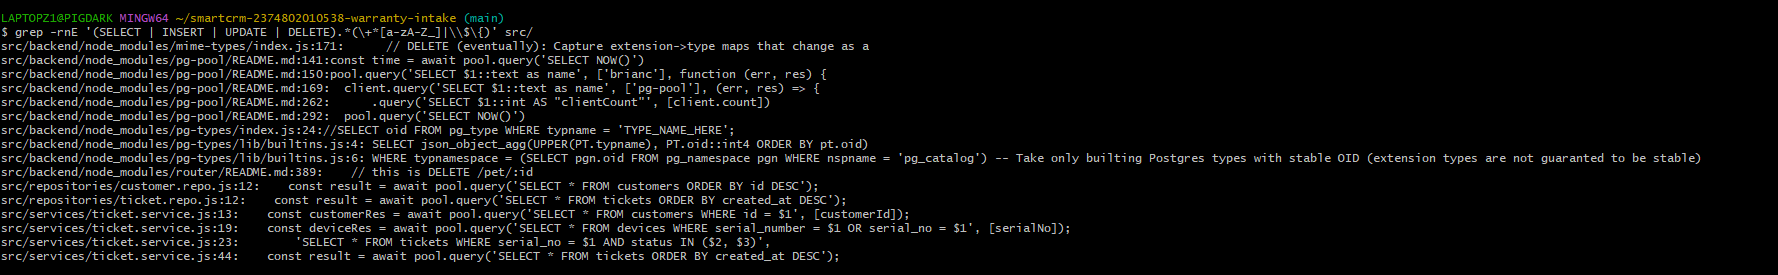 LAPTOPZ1@PIGDARK MINGW64 ~/smartcrm-2374802010538-warranty-intake (main)
$ grep -rnE '(SELECT | INSERT | UPDATE | DELETE).*(\+*[a-zA-Z_]|\\$\{)' src/
src/backend/node_modules/mime-types/index.js:171:      // DELETE (eventually): Capture extension->type maps that change as a
src/backend/node_modules/pg-pool/README.md:141:const time = await pool.query('SELECT NOW()')
src/backend/node_modules/pg-pool/README.md:150:pool.query('SELECT $1::text as name', ['brianc'], function (err, res) {
src/backend/node_modules/pg-pool/README.md:169:  client.query('SELECT $1::text as name', ['pg-pool'], (err, res) => {
src/backend/node_modules/pg-pool/README.md:262:      .query('SELECT $1::int AS "clientCount"', [client.count])
src/backend/node_modules/pg-pool/README.md:292:  pool.query('SELECT NOW()')
src/backend/node_modules/pg-types/index.js:24://SELECT oid FROM pg_type WHERE typname = 'TYPE_NAME_HERE';
src/backend/node_modules/pg-types/lib/builtins.js:4: SELECT json_object_agg(UPPER(PT.typname), PT.oid::int4 ORDER BY pt.oid)
src/backend/node_modules/pg-types/lib/builtins.js:6: WHERE typnamespace = (SELECT pgn.oid FROM pg_namespace pgn WHERE nspname = 'pg_catalog') -- Take only builting Postgres types with stable OID (extension types are not guaranted to be stable)
src/backend/node_modules/router/README.md:389:    // this is DELETE /pet/:id
src/repositories/customer.repo.js:12:    const result = await pool.query('SELECT * FROM customers ORDER BY id DESC');
src/repositories/ticket.repo.js:12:    const result = await pool.query('SELECT * FROM tickets ORDER BY created_at DESC');
src/services/ticket.service.js:13:    const customerRes = await pool.query('SELECT * FROM customers WHERE id = $1', [customerId]);
src/services/ticket.service.js:19:    const deviceRes = await pool.query('SELECT * FROM devices WHERE serial_number = $1 OR serial_no = $1', [serialNo]);
src/services/ticket.service.js:23:        'SELECT * FROM tickets WHERE serial_no = $1 AND status IN ($2, $3)',
src/services/ticket.service.js:44:    const result = await pool.query('SELECT * FROM tickets ORDER BY created_at DESC');